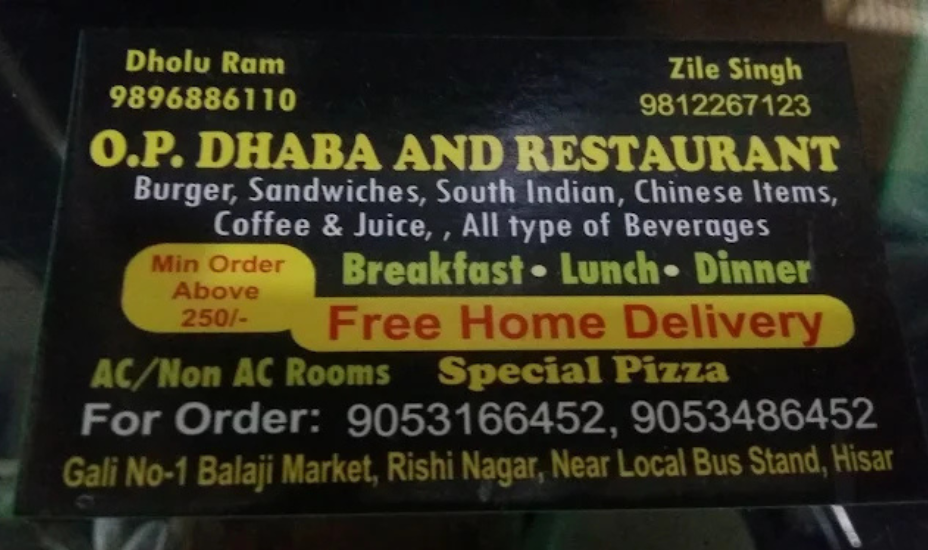 Dholu Ram
9896886110
Zile Singh
9812267123
O.P. DHABA AND RESTAURANT
Burger, Sandwiches, South Indian, Chinese Items,
Coffee & Juice, , All type of Beverages
Min Order
Above
250/-
Breakfast • Lunch • Dinner
Free Home Delivery
AC/Non AC Rooms
Special Pizza
For Order: 9053166452, 9053486452
Gali No-1 Balaji Market, Rishi Nagar, Near Local Bus Stand, Hisar